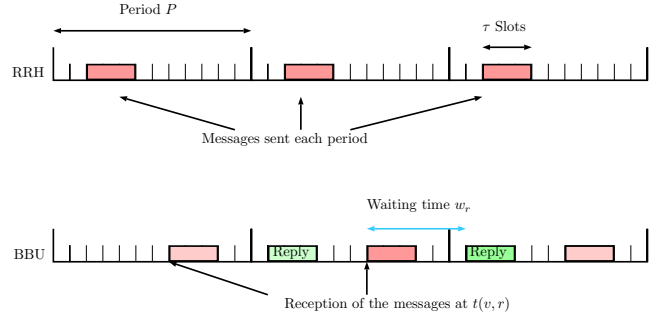 Period P
τ Slots
RRH
Messages sent each period
Waiting time w_r
BBU
Reply
Reply
Reception of the messages at t(v, r)